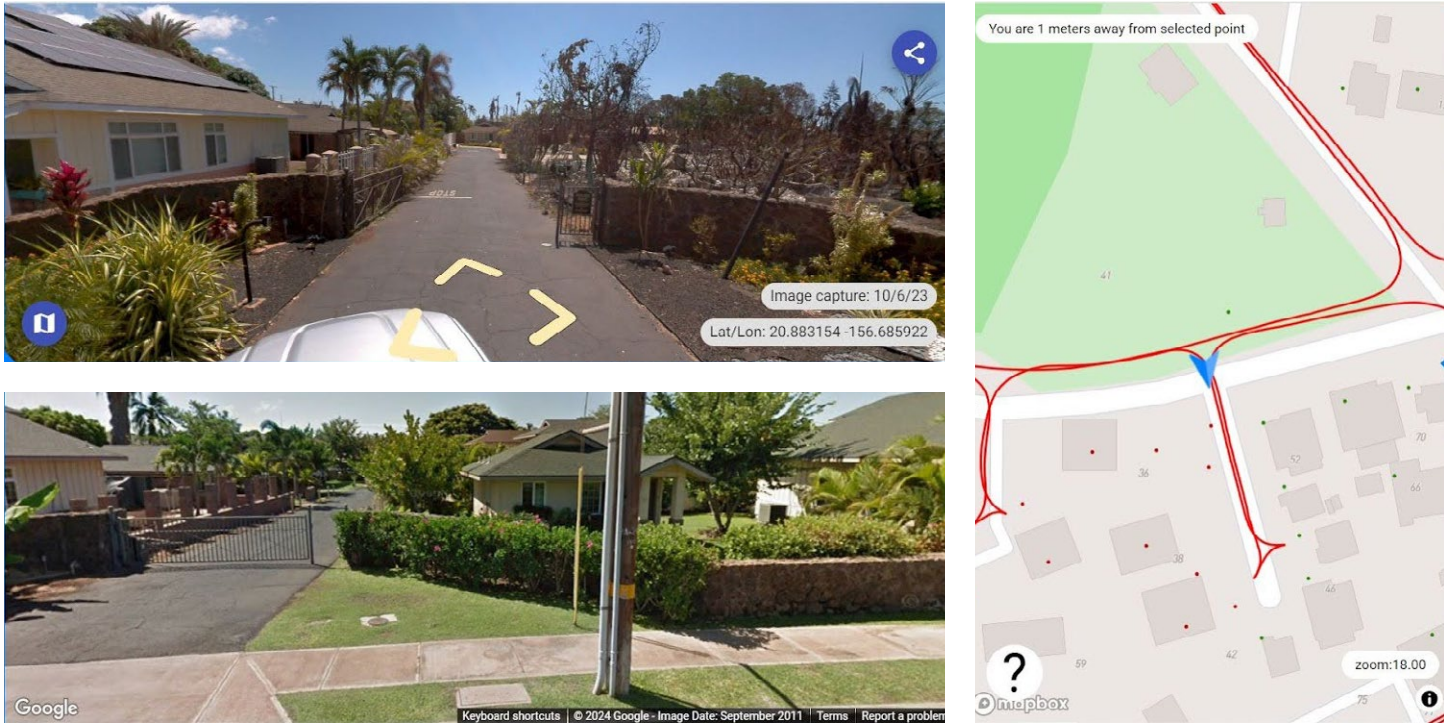 STOP
Image capture: 10/6/23
Lat/Lon: 20.883154 -156.685922
Google
Keyboard shortcuts
© 2024 Google - Image Date: September 2011
Terms
Report a problem
You are 1 meters away from selected point
41
36
52
70
66
38
46
59
42
75
zoom:18.00
?
mapbox